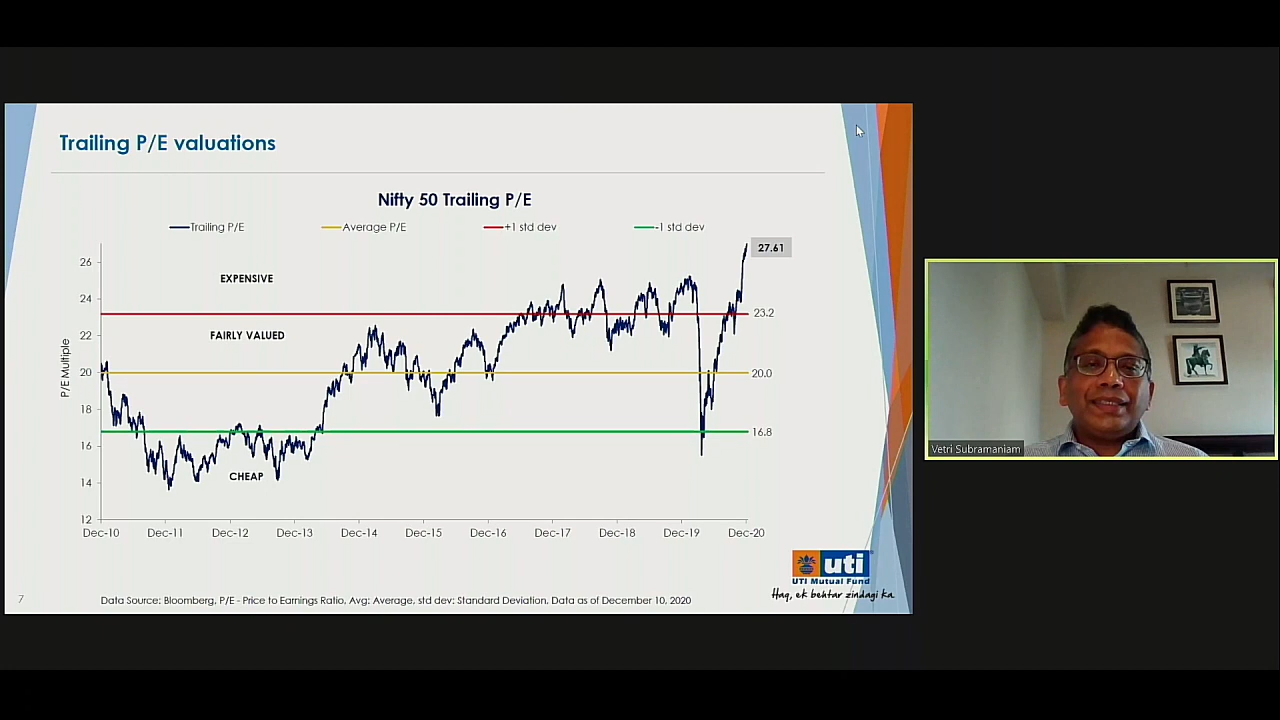 Trailing P/E valuations
Nifty 50 Trailing P/E
Trailing P/E
Average P/E
+1 std dev
-1 std dev
27.61
EXPENSIVE
FAIRLY VALUED
CHEAP
P/E Multiple
26
24
22
20
18
16
14
12
23.2
20.0
16.8
Dec-10 Dec-11 Dec-12 Dec-13 Dec-14 Dec-15 Dec-16 Dec-17 Dec-18 Dec-19 Dec-20
uti
UTI Mutual Fund
Haq, ek behtar zindagi ka
7
Data Source: Bloomberg, P/E - Price to Earnings Ratio, Avg: Average, std dev: Standard Deviation, Data as of December 10, 2020
Vetri Subramaniam